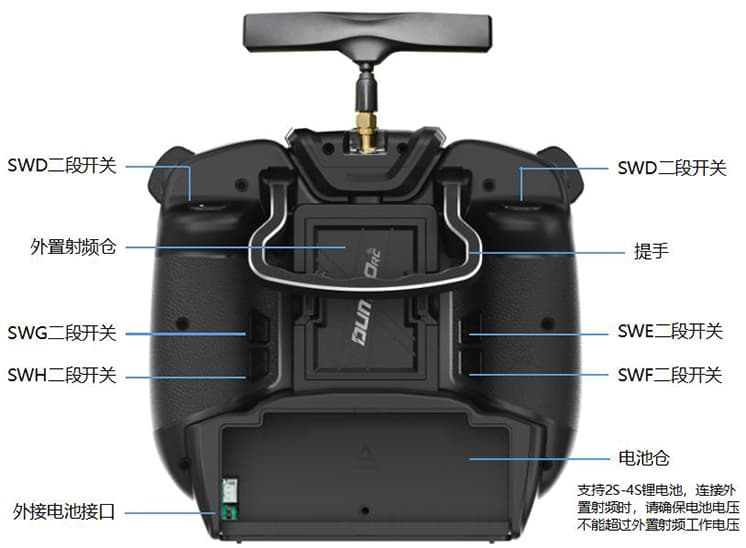 SWD二段开关
SWD二段开关
外置射频仓
提手
DUM
ORC
SWG二段开关
SWE二段开关
SWH二段开关
SWF二段开关
电池仓
支持2S-4S锂电池，连接外
置射频时，请确保电池电压
不能超过外置射频工作电压
外接电池接口